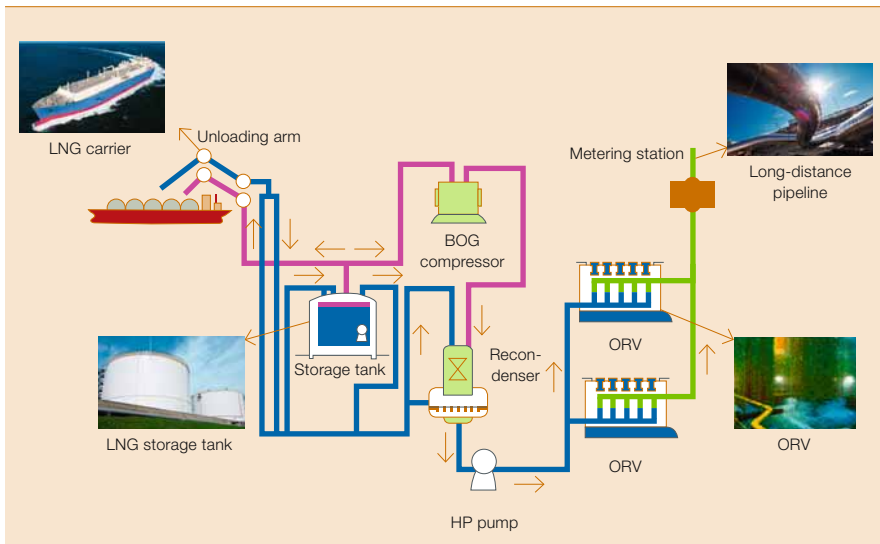 LNG carrier
Unloading arm
BOG
compressor
Metering station
Long-distance
pipeline
Storage tank
Recon-
denser
ORV
LNG storage tank
ORV
ORV
HP pump